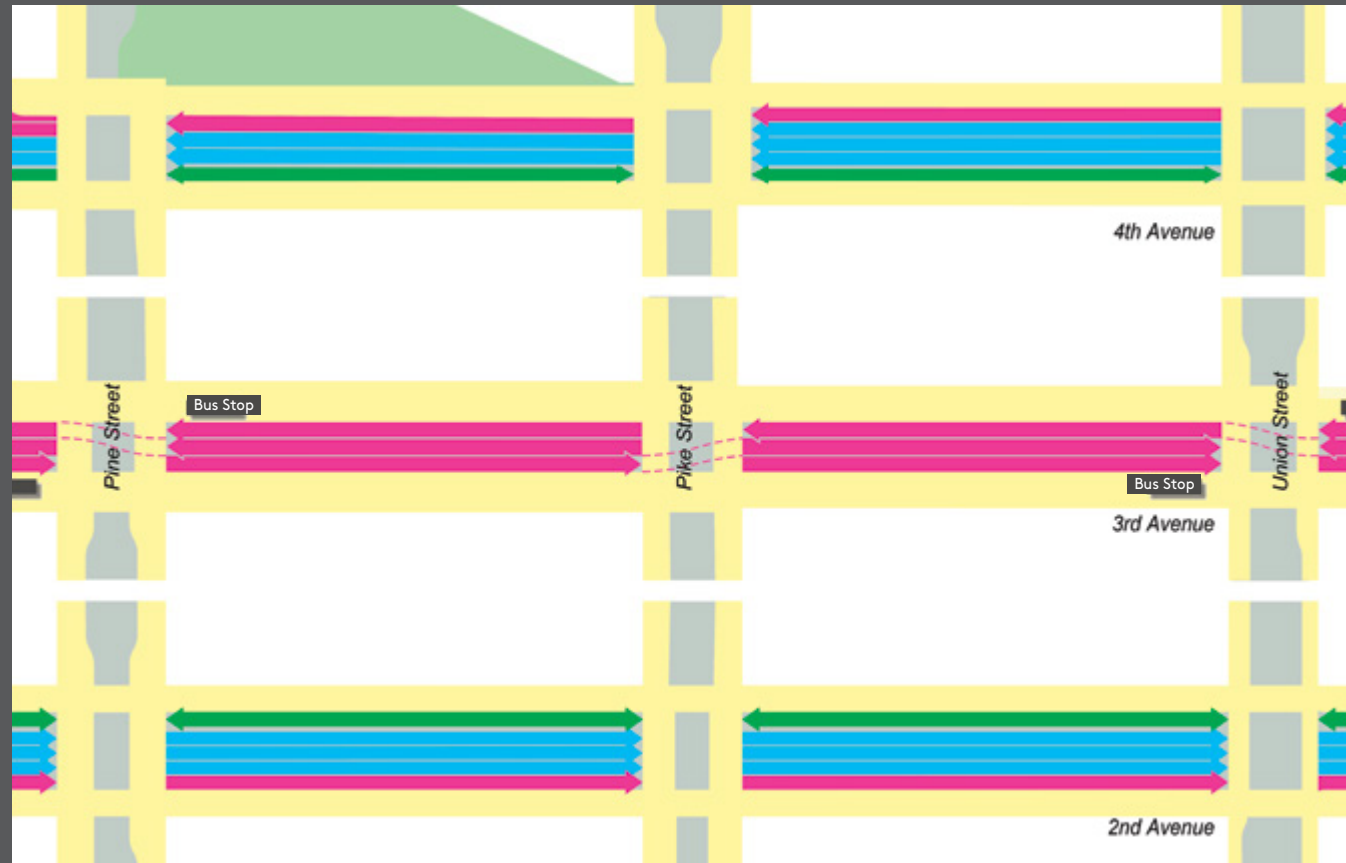 4th Avenue
Pine Street
Bus Stop
Pike Street
Union Street
Bus Stop
3rd Avenue
2nd Avenue